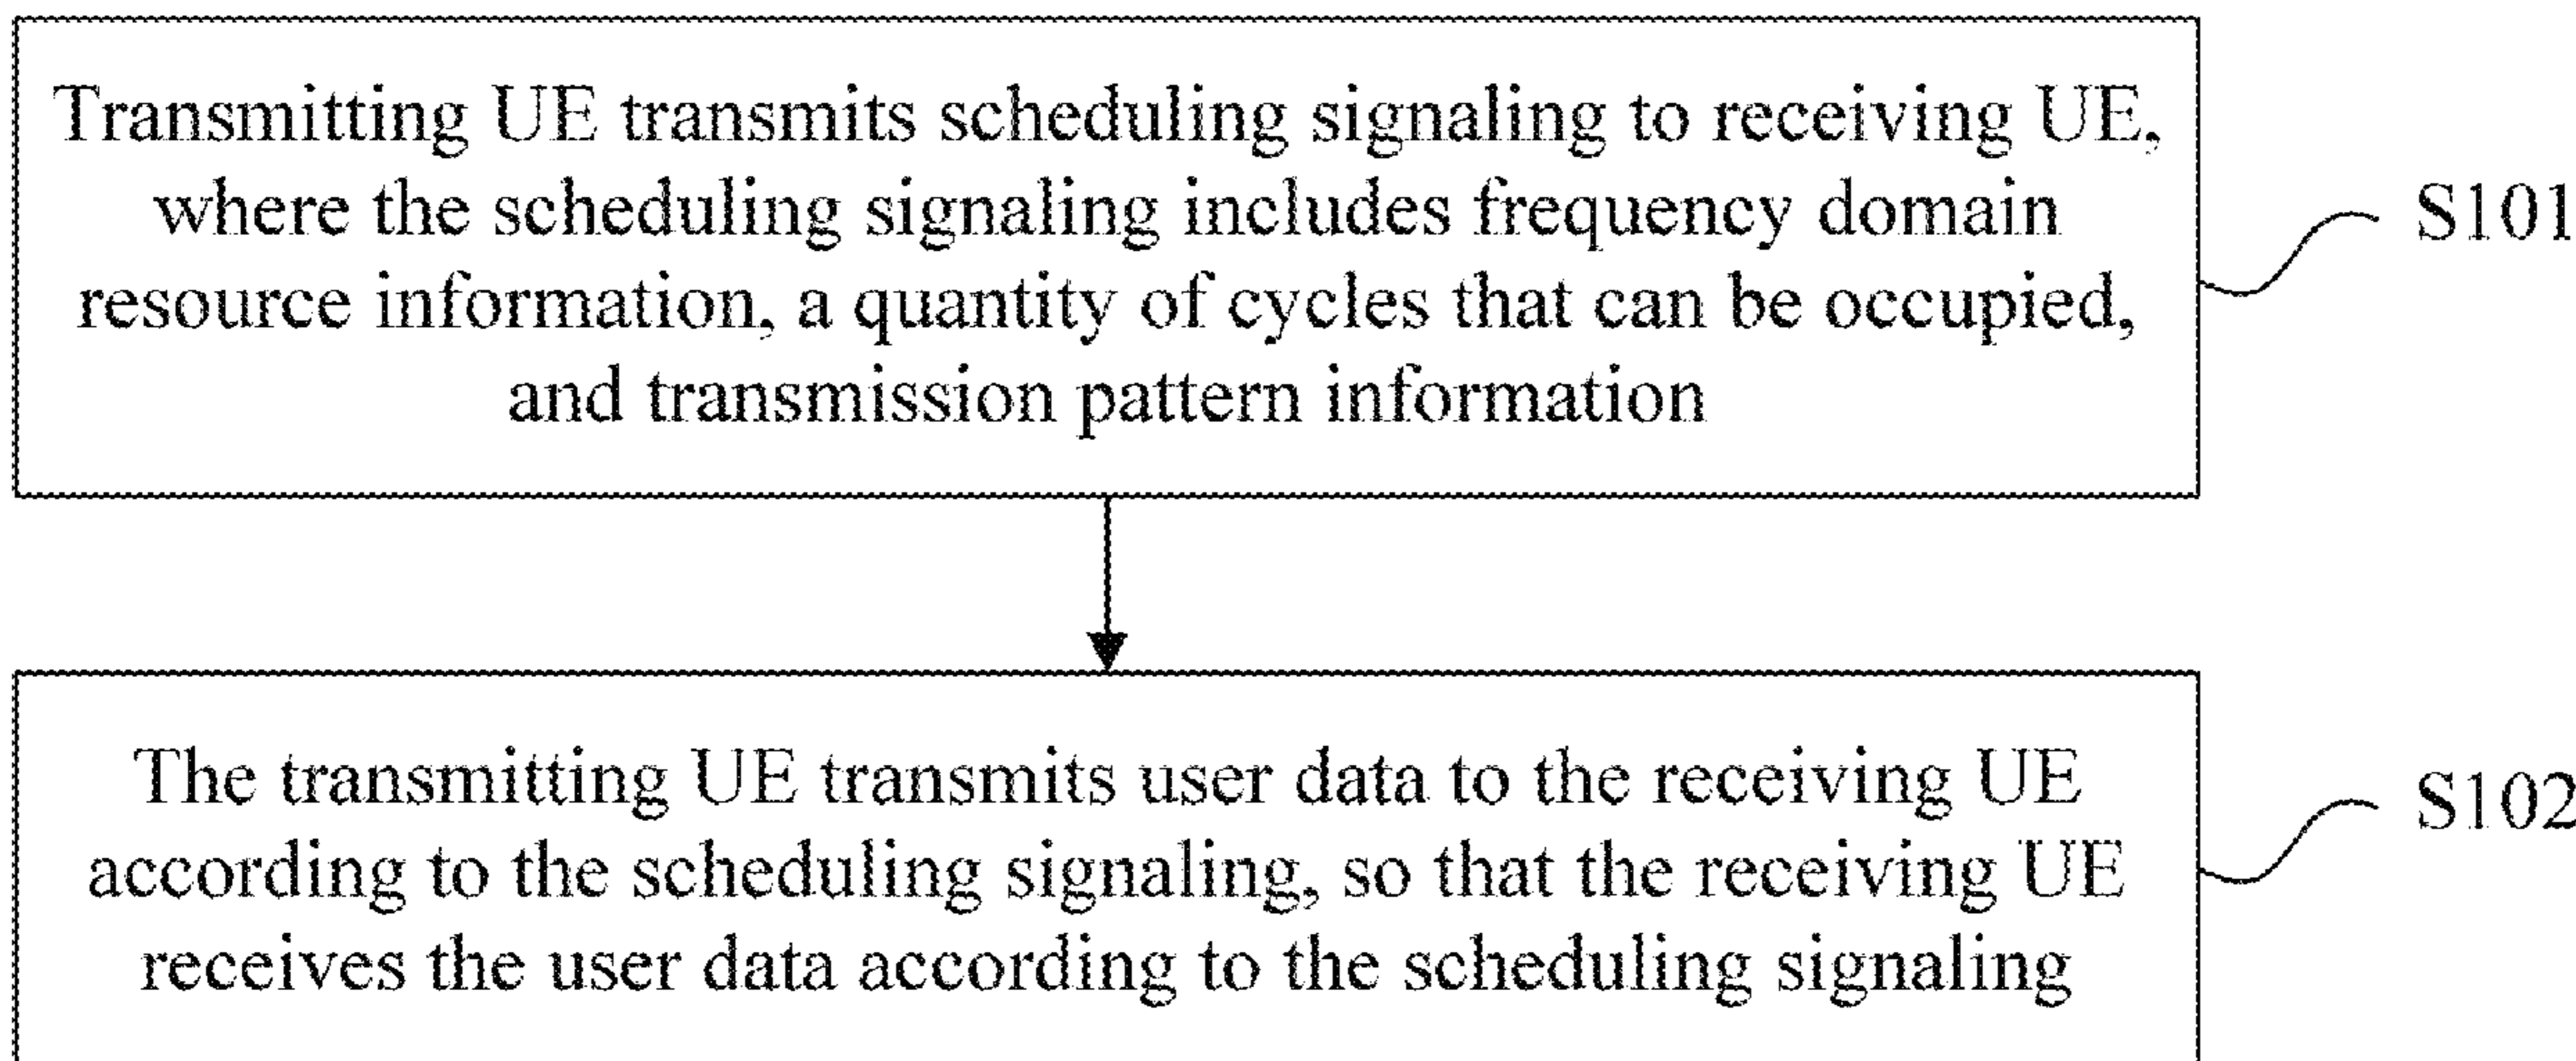 Transmitting UE transmits scheduling signaling to receiving UE,
where the scheduling signaling includes frequency domain
resource information, a quantity of cycles that can be occupied,
and transmission pattern information
S101
The transmitting UE transmits user data to the receiving UE
according to the scheduling signaling, so that the receiving UE
receives the user data according to the scheduling signaling
S102